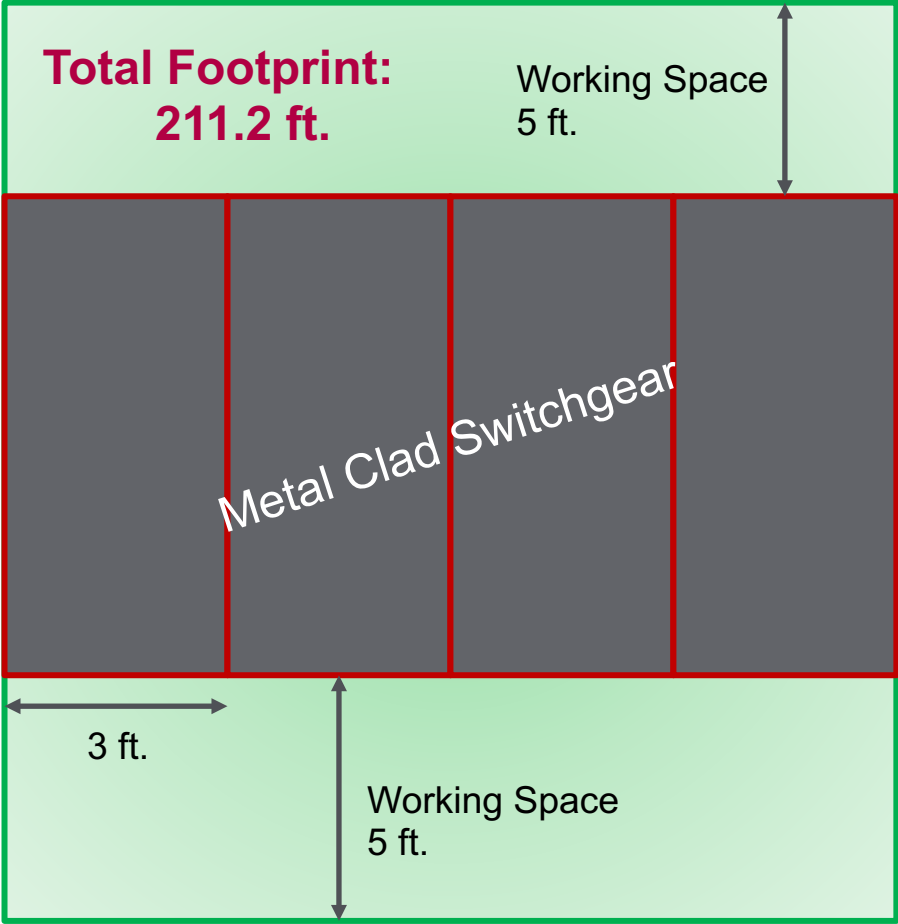 Total Footprint:
211.2 ft.
Working Space
5 ft.
Metal Clad Switchgear
3 ft.
Working Space
5 ft.